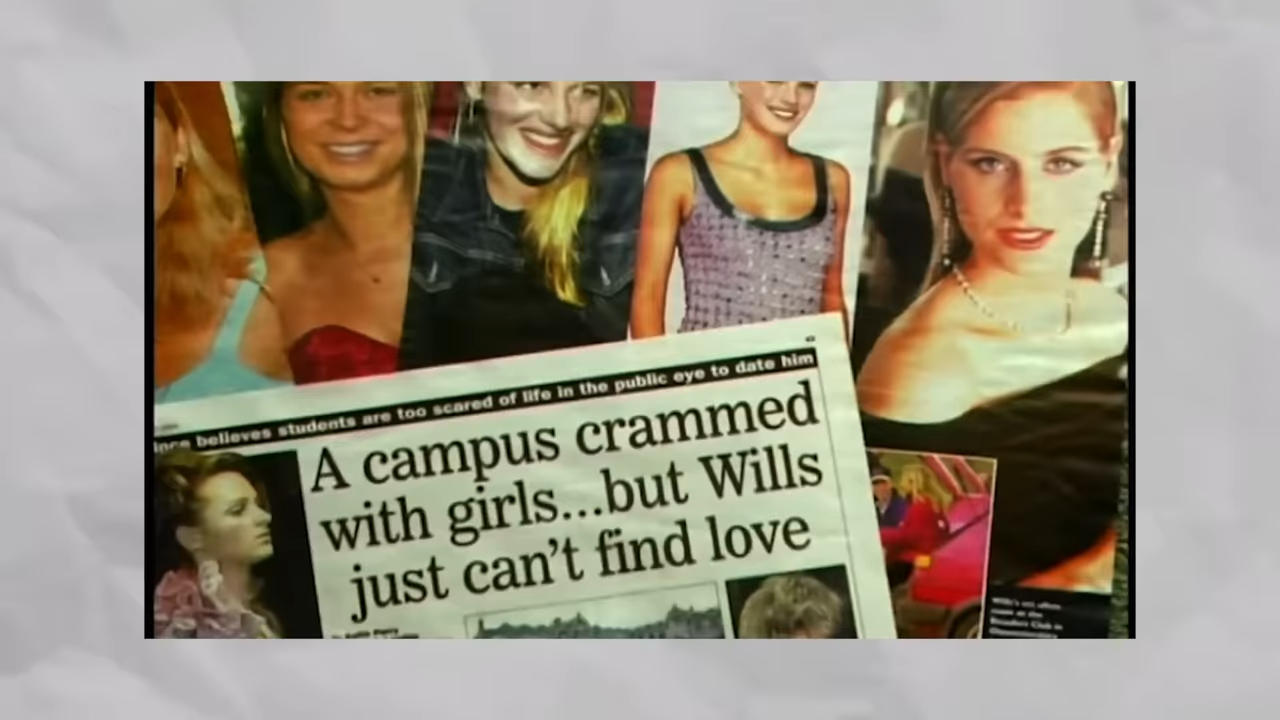 ince believes students are too scared of life in the public eye to date him
A campus crammed
with girls...but Wills
just can't find love